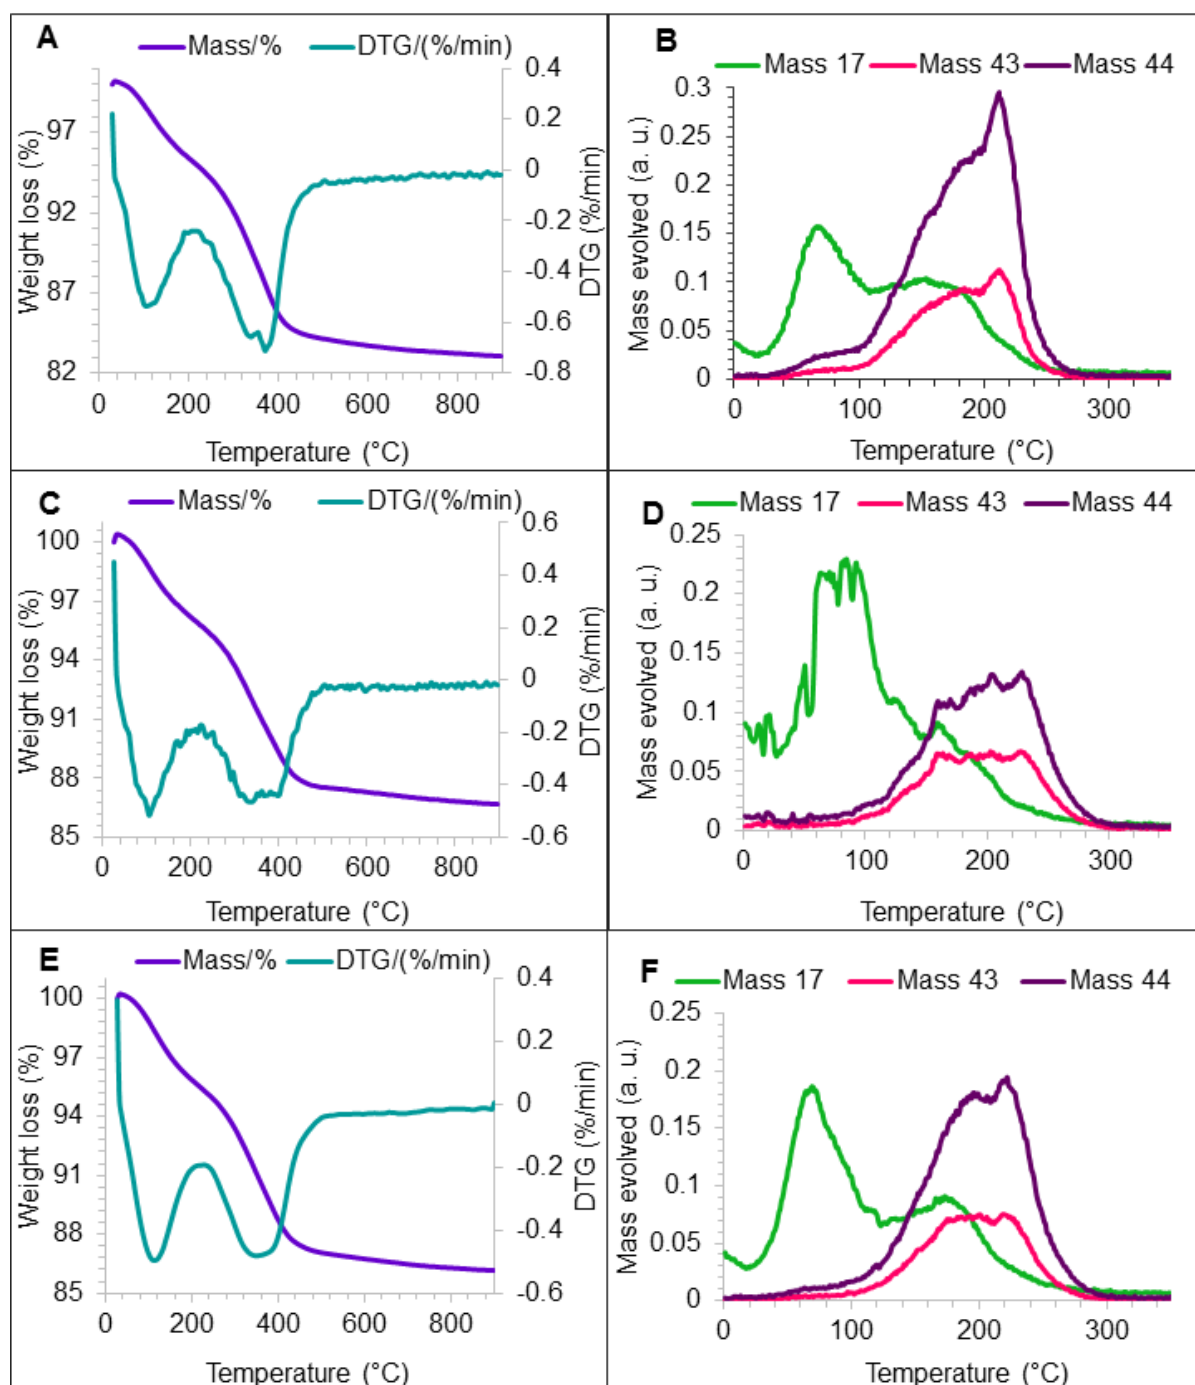 A
Mass/%
DTG/(%/min)
Weight loss (%)
97
92
87
82
0.4
0.2
0
-0.2
-0.4
-0.6
-0.8
DTG (%/min)
0 200 400 600 800
Temperature (°C)
B
Mass 17 Mass 43 Mass 44
Mass evolved (a. u.)
0.3
0.25
0.2
0.15
0.1
0.05
0
0 100 200 300
Temperature (°C)
C
Mass/%
DTG/(%/min)
Weight loss (%)
100
97
94
91
88
85
0.6
0.4
0.2
0
-0.2
-0.4
-0.6
DTG (%/min)
0 200 400 600 800
Temperature (°C)
D
Mass 17 Mass 43 Mass 44
Mass evolved (a. u.)
0.25
0.2
0.15
0.1
0.05
0
0 100 200 300
Temperature (°C)
E
Mass/%
DTG/(%/min)
Weight loss (%)
100
97
94
91
88
85
0.4
0.2
0
-0.2
-0.4
-0.6
DTG (%/min)
0 200 400 600 800
Temperature (°C)
F
Mass 17 Mass 43 Mass 44
Mass evolved (a. u.)
0.25
0.2
0.15
0.1
0.05
0
0 100 200 300
Temperature (°C)